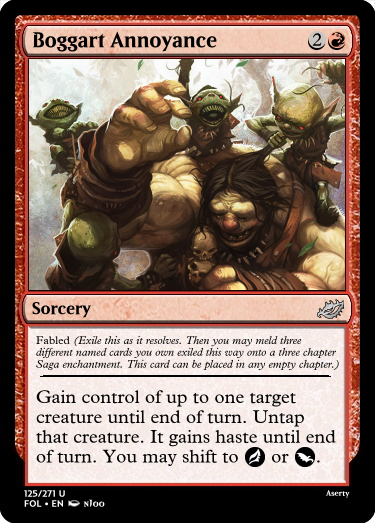 Boggart Annoyance 2
Sorcery
Fabled (Exile this as it resolves. Then you may meld three
different named cards you own exiled this way onto a three chapter
Saga enchantment. This card can be placed in any empty chapter.)
Gain control of up to one target
creature until end of turn. Untap
that creature. It gains haste until end
of turn. You may shift to or .
125/271 U
FOL • EN Nloo
Aserty